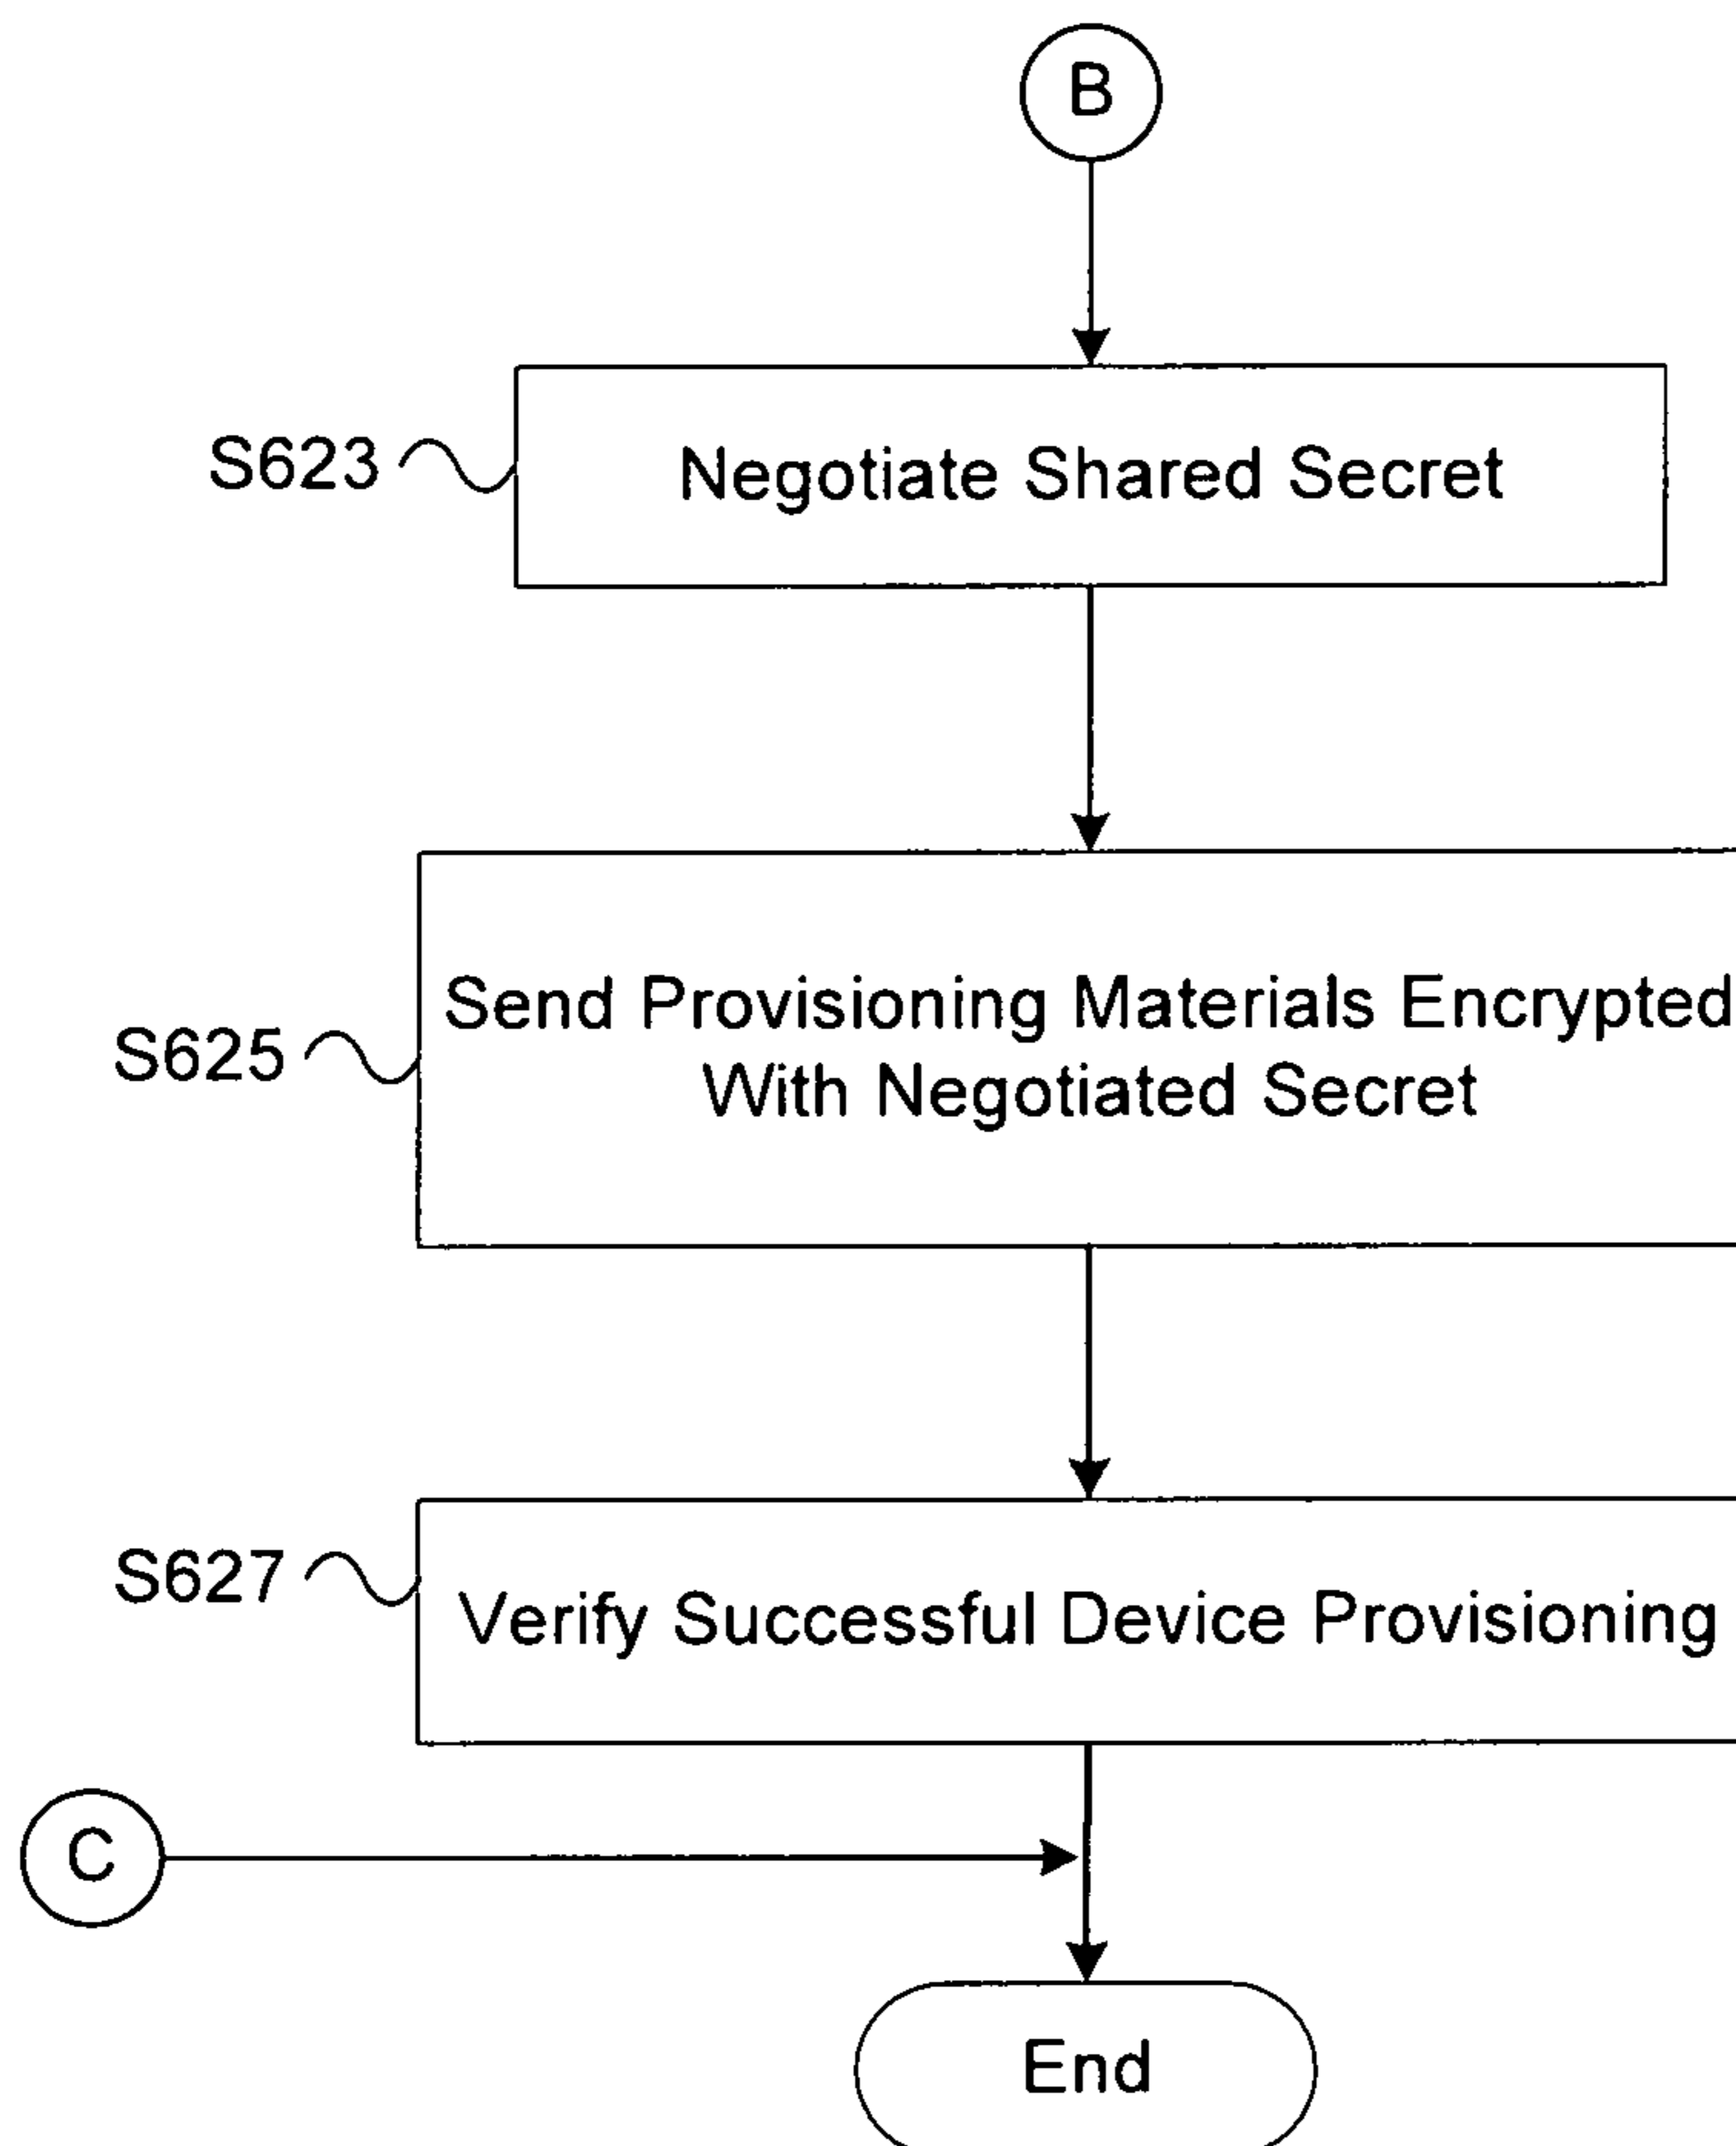 B
S623
Negotiate Shared Secret
S625
Send Provisioning Materials Encrypted
With Negotiated Secret
S627
Verify Successful Device Provisioning
C
End